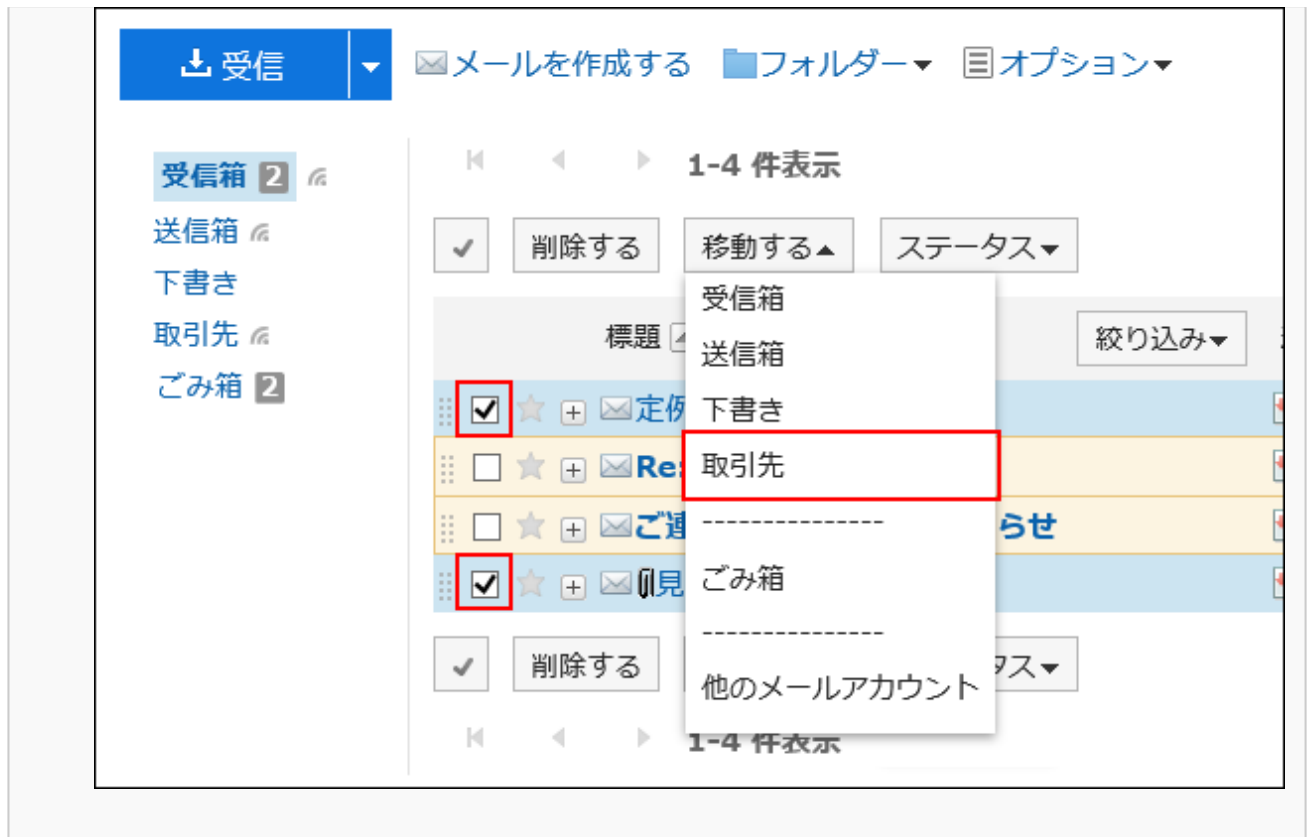 受信 メールを作成する フォルダー オプション
受信箱 2
送信箱
下書き
取引先
ごみ箱 2
1-4 件表示
削除する 移動する ステータス
標題 絞り込み
定例
Re:
ご連 らせ
見
受信箱
送信箱
下書き
取引先
---------------
ごみ箱
---------------
他のメールアカウント
削除する タス
1-4 件表示